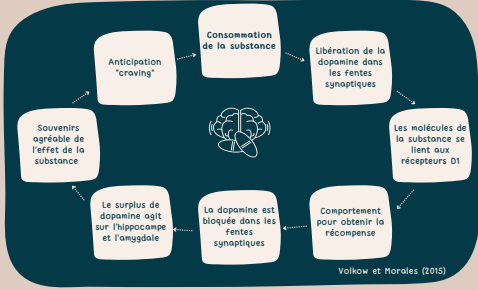 Consommation
de la substance
Libération de la
dopamine dans
les fentes
synaptiques
Les molécules de
la substance se
lient aux
récepteurs D1
Comportement
pour obtenir la
récompense
La dopamine est
bloquée dans les
fentes
synaptiques
Le surplus de
dopamine agit
sur l'hippocampe
et l'amygdale
Souvenirs
agréable de
l'effet de la
substance
Anticipation
"craving"
Volkow et Morales (2015)